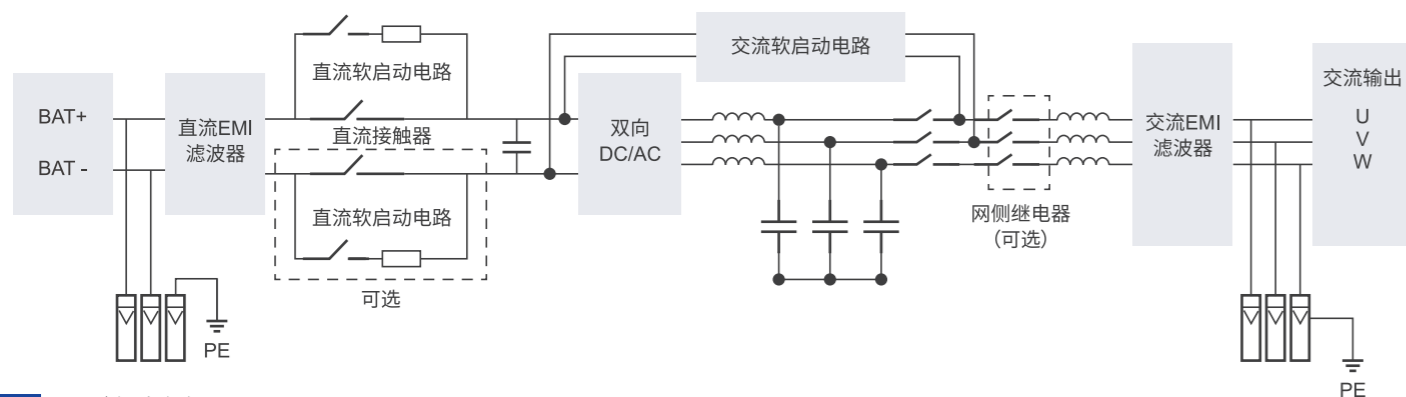 BAT+
BAT -
直流EMI
滤波器
直流软启动电路
直流接触器
直流软启动电路
可选
PE
双向
DC/AC
交流软启动电路
网侧继电器
(可选)
交流EMI
滤波器
交流输出
U
V
W
PE